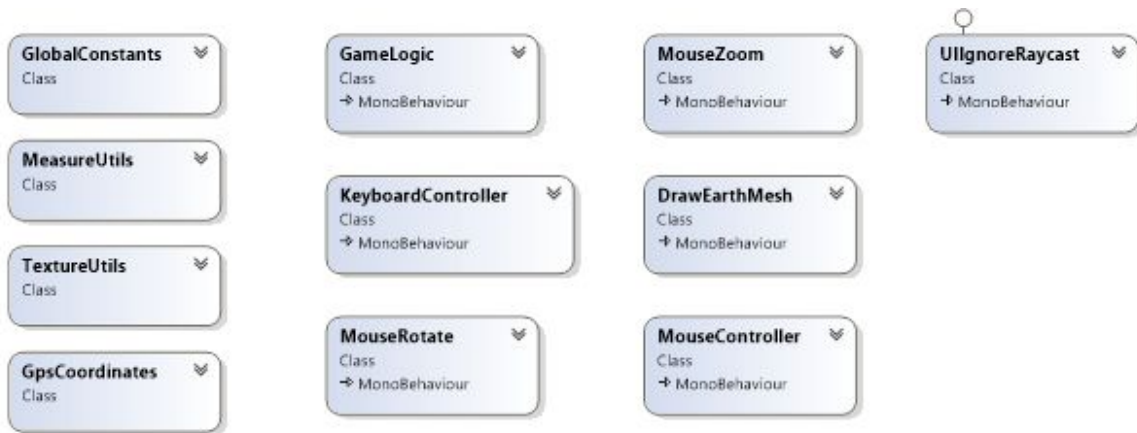 GlobalConstants
Class
MeasureUtils
Class
TextureUtils
Class
GpsCoordinates
Class
GameLogic
Class
MonoBehaviour
KeyboardController
Class
MonoBehaviour
MouseRotate
Class
MonoBehaviour
MouseZoom
Class
MonoBehaviour
DrawEarthMesh
Class
MonoBehaviour
MouseController
Class
MonoBehaviour
UIIgnoreRaycast
Class
MonoBehaviour